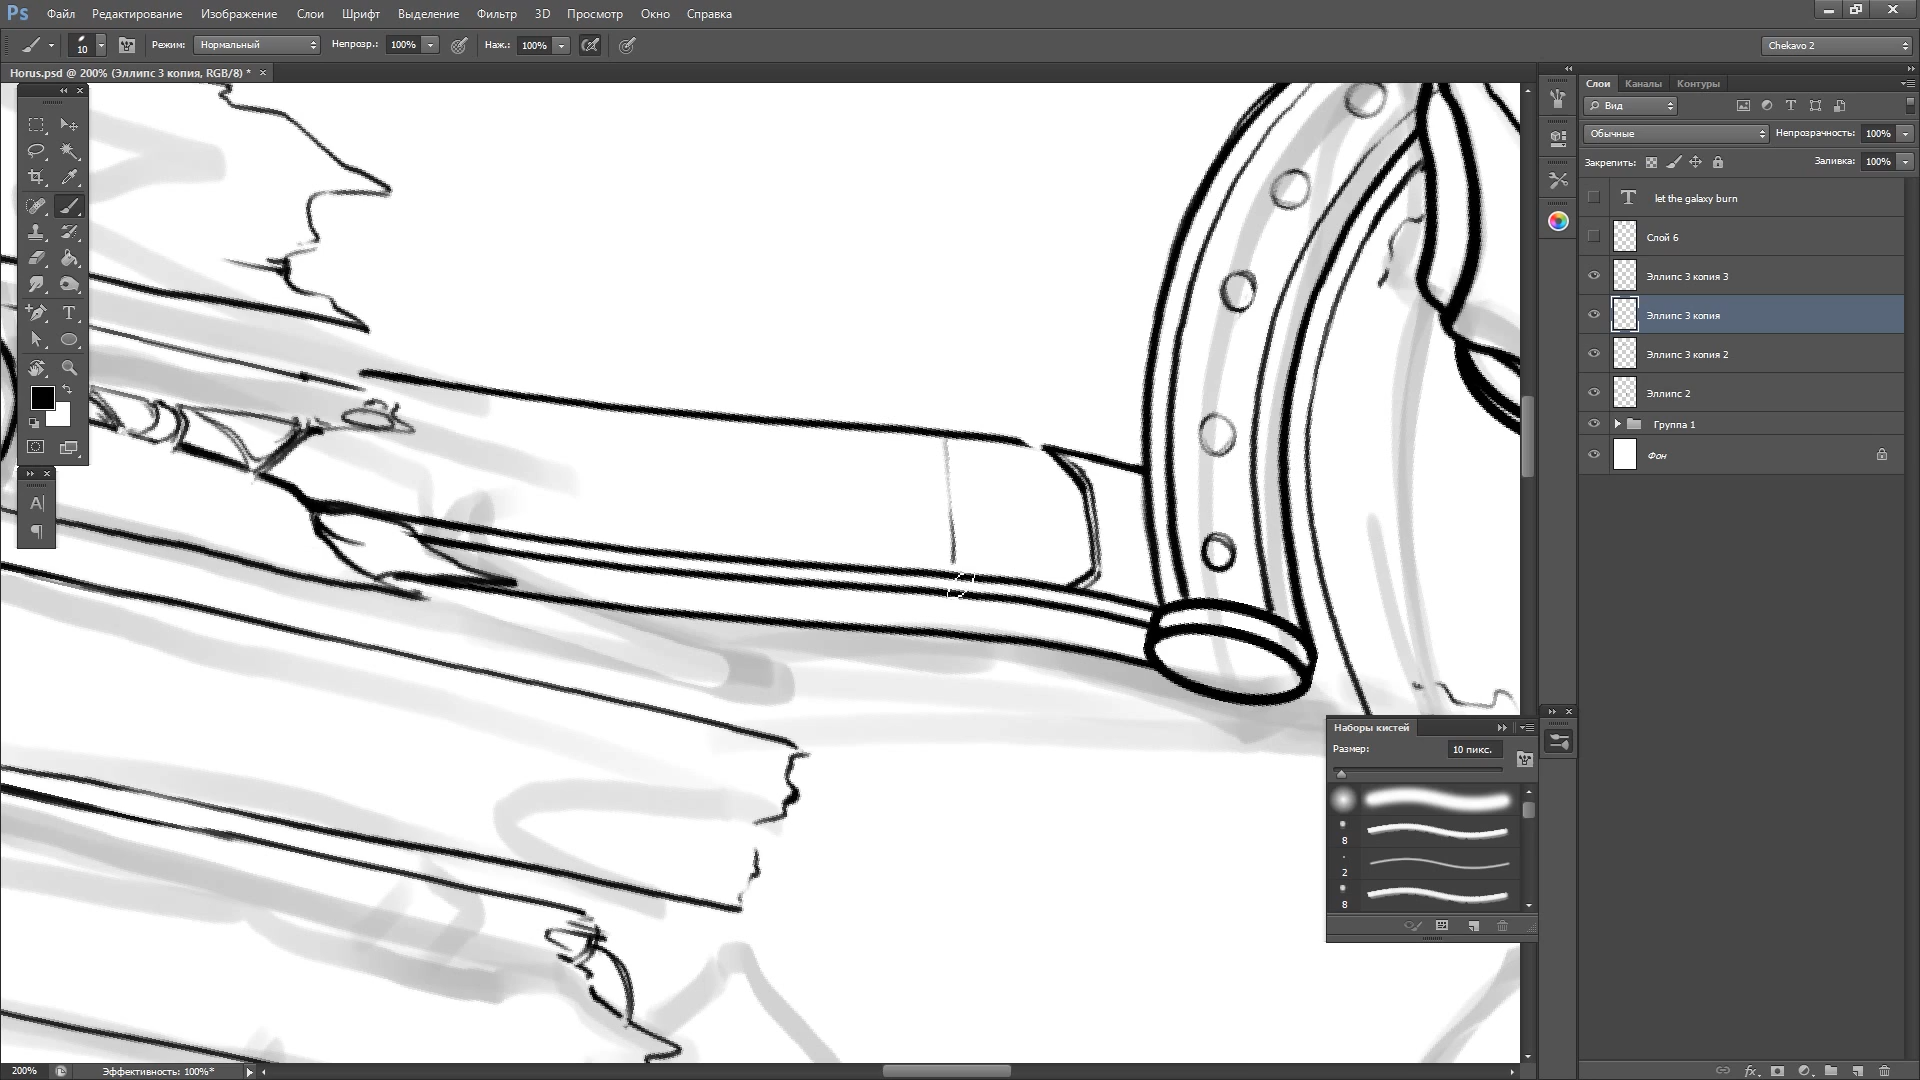 Ps Файл Редактирование Изображение Слои Шрифт Выделение Фильтр 3D Просмотр Окно Справка
10 Режим: Нормальный Непрозр.: 100% Наж.: 100% Chekavo 2
Horus.psd @ 200% (Эллипс 3 копия, RGB/8) *
Слои Каналы Контуры
Вид
Обычные Непрозрачность: 100%
Закрепить: Заливка: 100%
let the galaxy burn
Слой 6
Эллипс 3 копия 3
Эллипс 3 копия
Эллипс 3 копия 2
Эллипс 2
Группа 1
Фон
Наборы кистей
Размер: 10 пикс.
8
2
8
200% Эффективность: 100%*